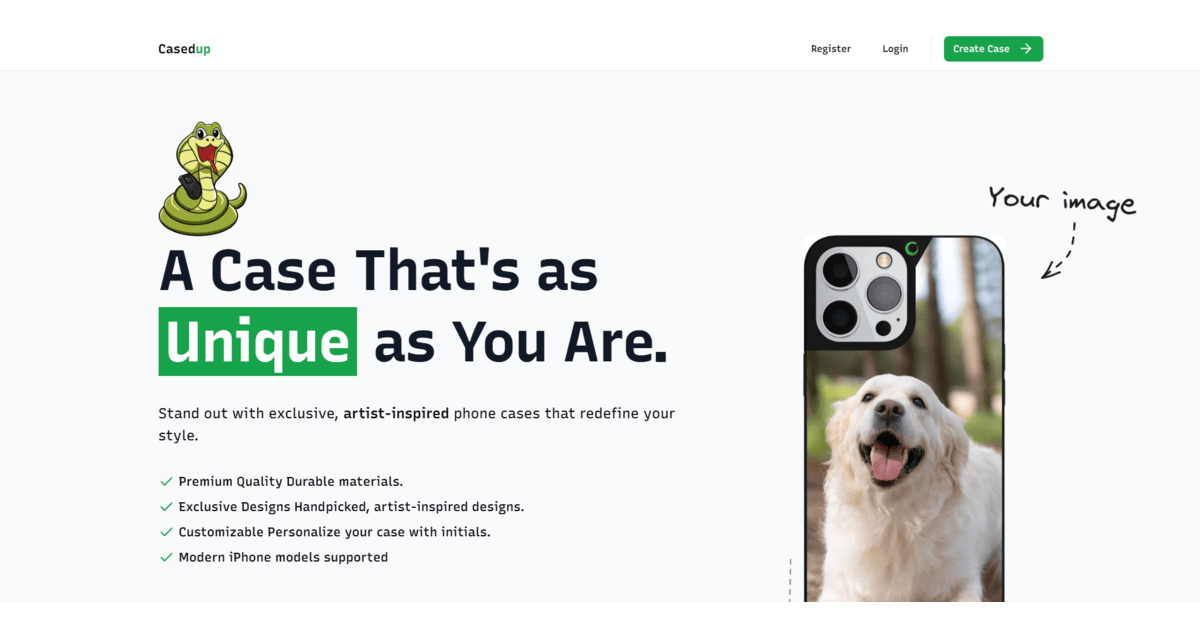 Casedup
Register
Login
Create Case
Your image
A Case That's as
Unique as You Are.
Stand out with exclusive, artist-inspired phone cases that redefine your
style.
Premium Quality Durable materials.
Exclusive Designs Handpicked, artist-inspired designs.
Customizable Personalize your case with initials.
Modern iPhone models supported